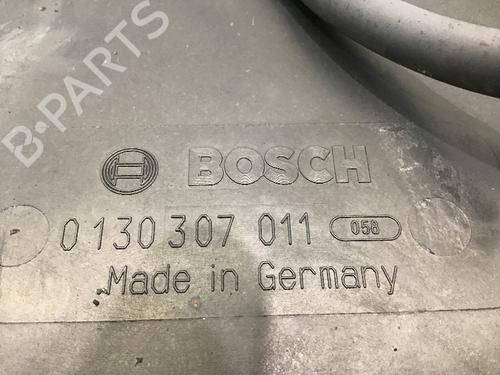 B-PARTS
BOSCH
0 130 307 011 058
Made in Germany